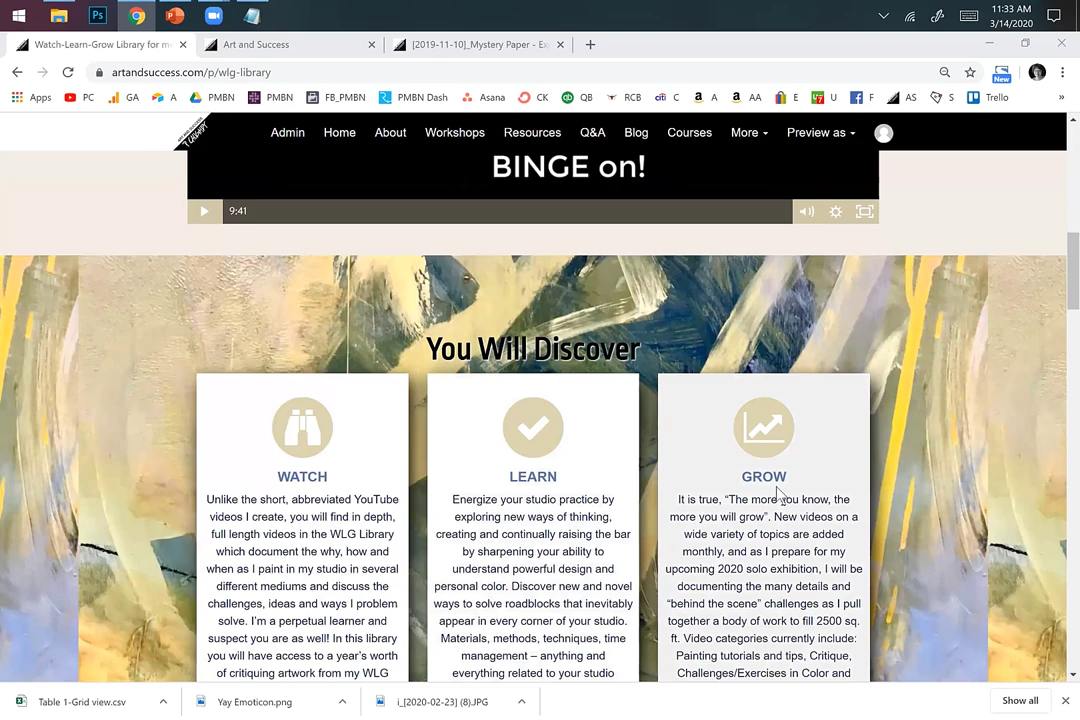 11:33 AM
3/14/2020
Watch-Learn-Grow Library for m
Art and Success
[2019-11-10]_Mystery Paper - E
artandsuccess.com/p/wlg-library
New
Apps PC GA A PMBN PMBN FB_PMBN PMBN Dash Asana CK QB RCB citi C a A a AA E U F AS S Trello »
Admin Home About Workshops Resources Q&A Blog Courses More Preview as
BINGE on!
9:41
You Will Discover
WATCH
Unlike the short, abbreviated YouTube
videos I create, you will find in depth,
full length videos in the WLG Library
which document the why, how and
when as I paint in my studio in several
different mediums and discuss the
challenges, ideas and ways I problem
solve. I'm a perpetual learner and
suspect you are as well! In this library
you will have access to a year's worth
of critiquing artwork from my WLG
LEARN
Energize your studio practice by
exploring new ways of thinking,
creating and continually raising the bar
by sharpening your ability to
understand powerful design and
personal color. Discover new and novel
ways to solve roadblocks that inevitably
appear in every corner of your studio.
Materials, methods, techniques, time
management – anything and
everything related to your studio
GROW
It is true, "The more you know, the
more you will grow". New videos on a
wide variety of topics are added
monthly, and as I prepare for my
upcoming 2020 solo exhibition, I will be
documenting the many details and
"behind the scene" challenges as I pull
together a body of work to fill 2500 sq.
ft. Video categories currently include:
Painting tutorials and tips, Critique,
Challenges/Exercises in Color and
Table 1-Grid view.csv
Yay Emoticon.png
i_[2020-02-23] (8).JPG
Show all